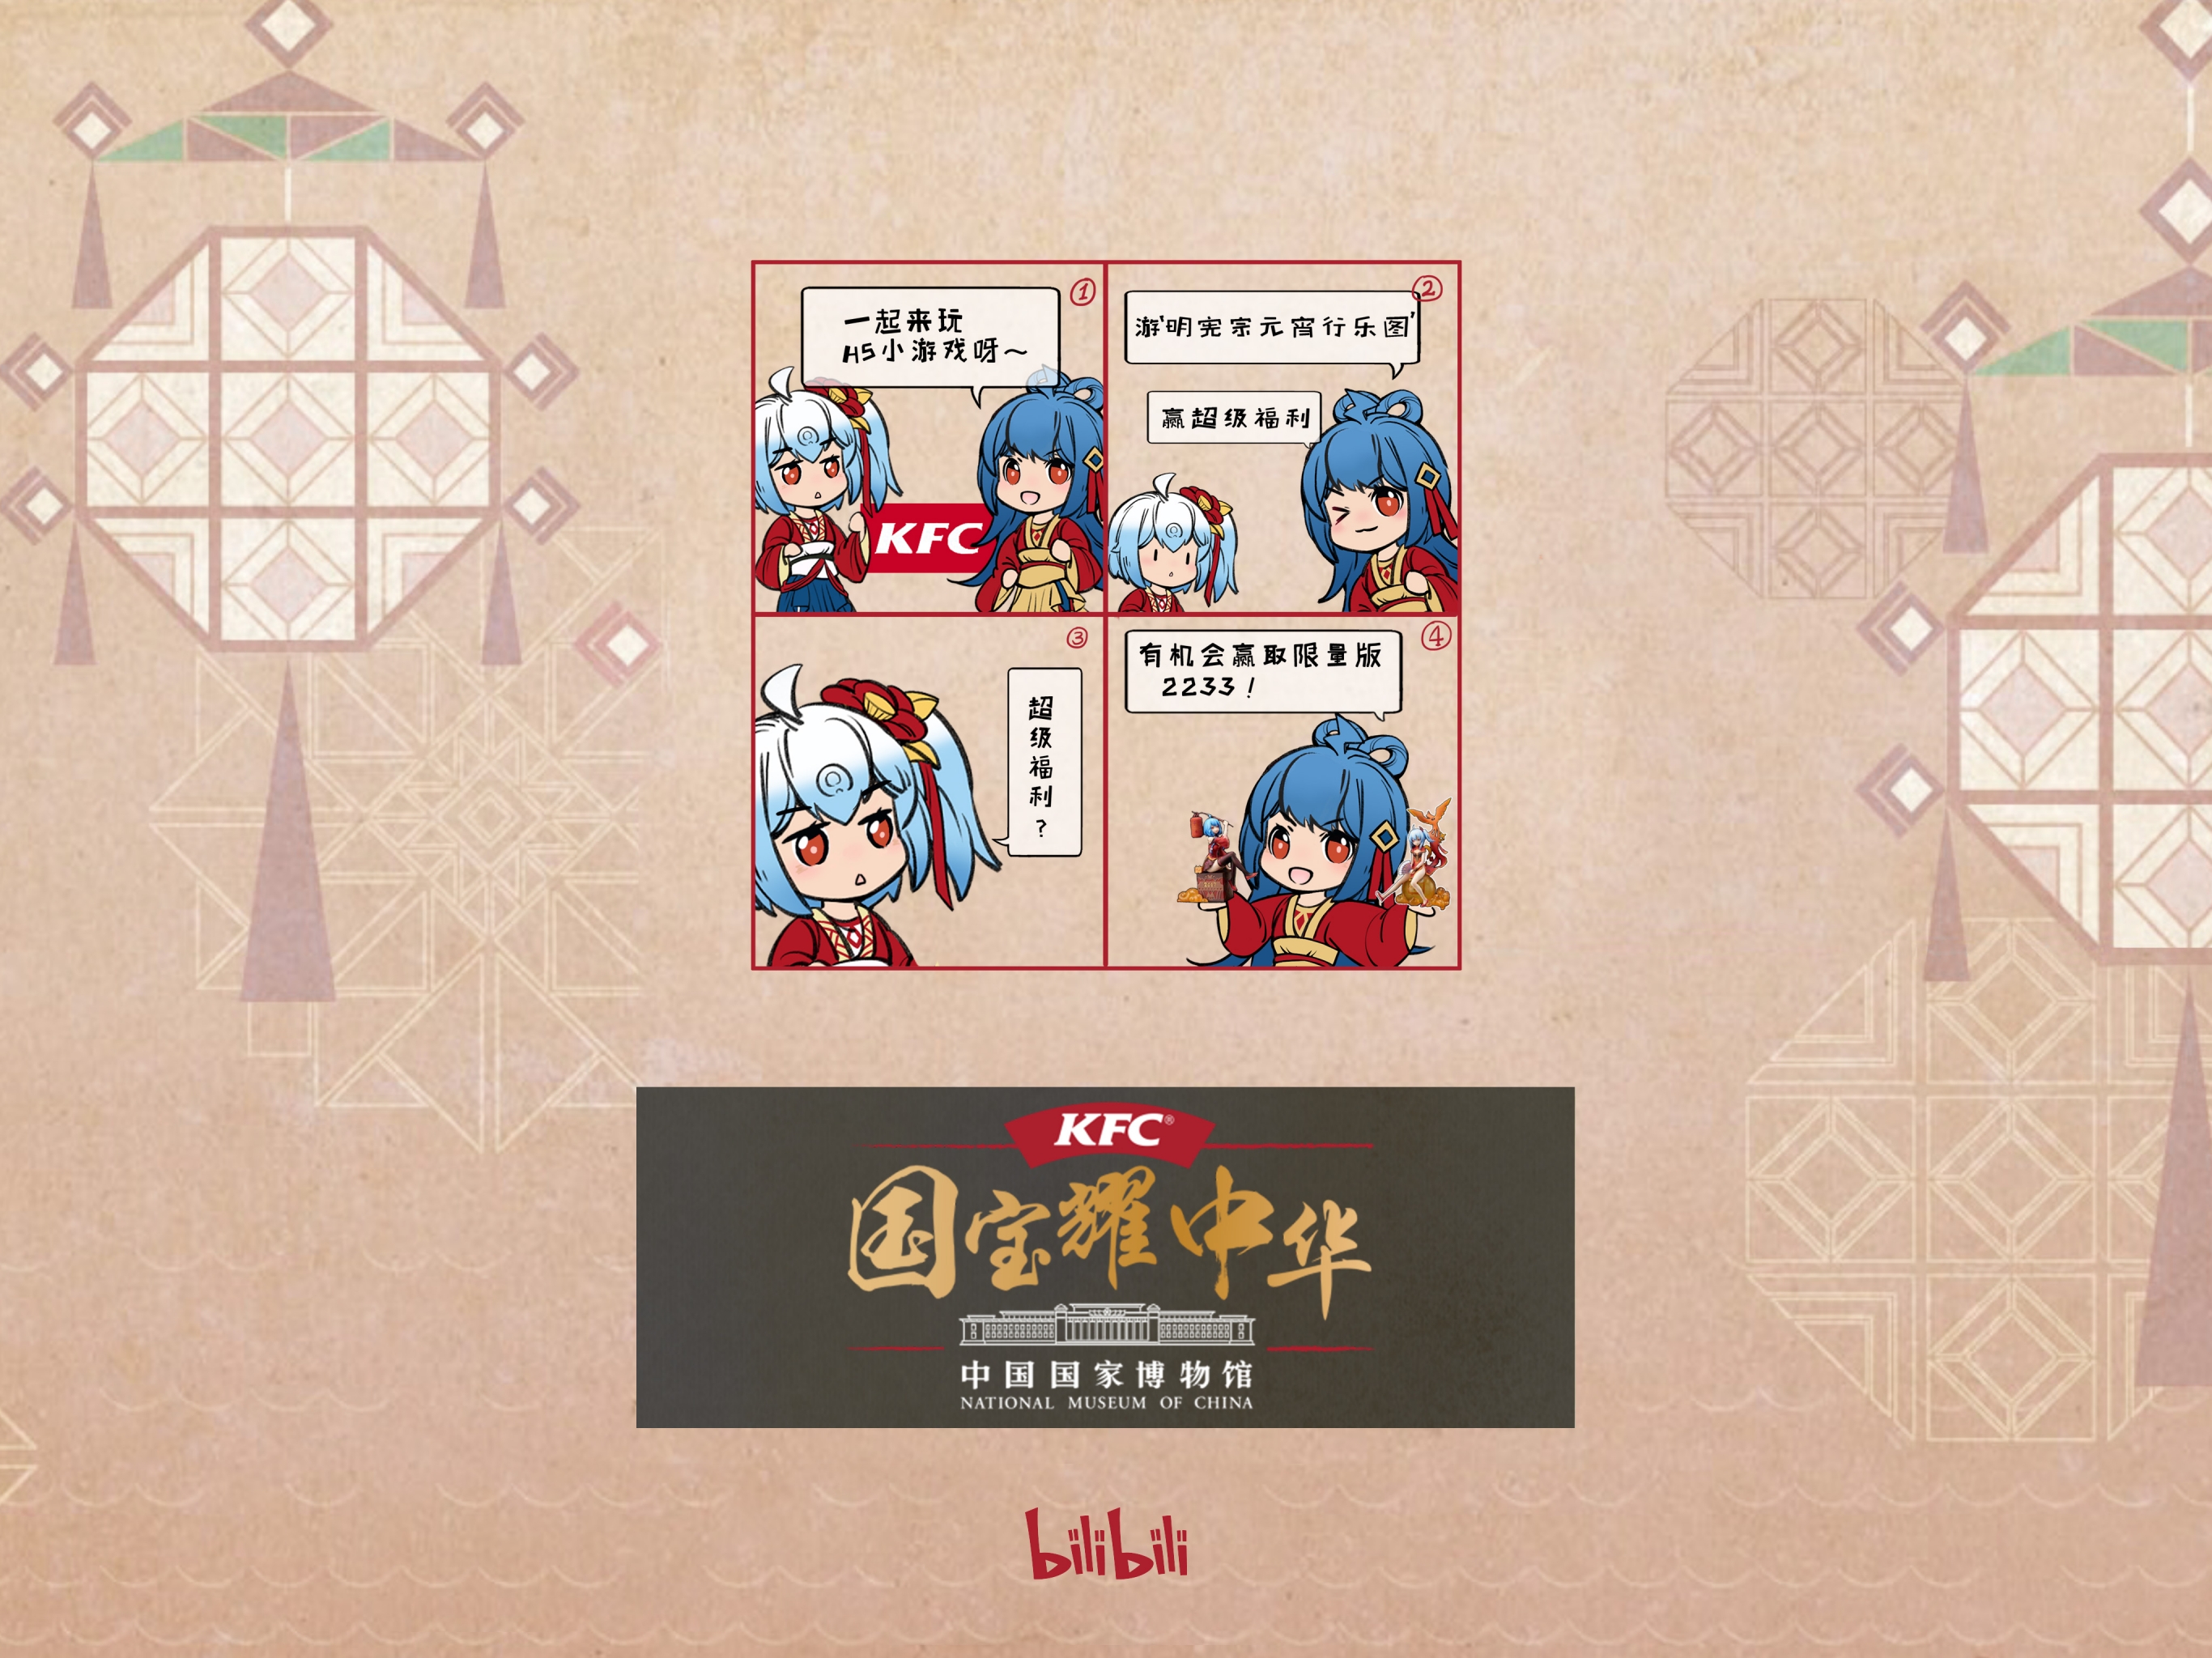 ①
一起来玩
H5小游戏呀～
KFC
②
游'明宪宗元宵行乐图'
赢超级福利
③
超级福利?
④
有机会赢取限量版
2233!
KFC®
国宝耀中华
中国国家博物馆
NATIONAL MUSEUM OF CHINA
bilibili